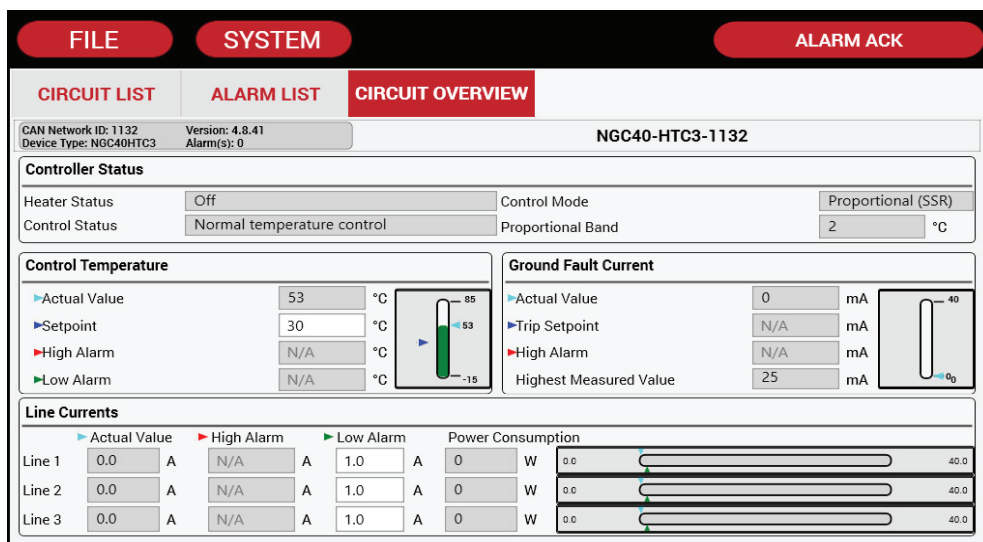 FILE SYSTEM ALARM ACK
CIRCUIT LIST ALARM LIST CIRCUIT OVERVIEW
CAN Network ID: 1132 Version: 4.8.41 NGC40-HTC3-1132
Device Type: NGC40HTC3 Alarm(s): 0
Controller Status
Heater Status Off Control Mode Proportional (SSR)
Control Status Normal temperature control Proportional Band 2 °C
Control Temperature Ground Fault Current
Actual Value 53 °C 85 Actual Value 0 mA 40
Setpoint 30 °C 53 Trip Setpoint N/A mA
High Alarm N/A °C High Alarm N/A mA
Low Alarm N/A °C -15 Highest Measured Value 25 mA 0 0
Line Currents
Actual Value High Alarm Low Alarm Power Consumption
Line 1 0.0 A N/A A 1.0 A 0 W 0.0 40.0
Line 2 0.0 A N/A A 1.0 A 0 W 0.0 40.0
Line 3 0.0 A N/A A 1.0 A 0 W 0.0 40.0